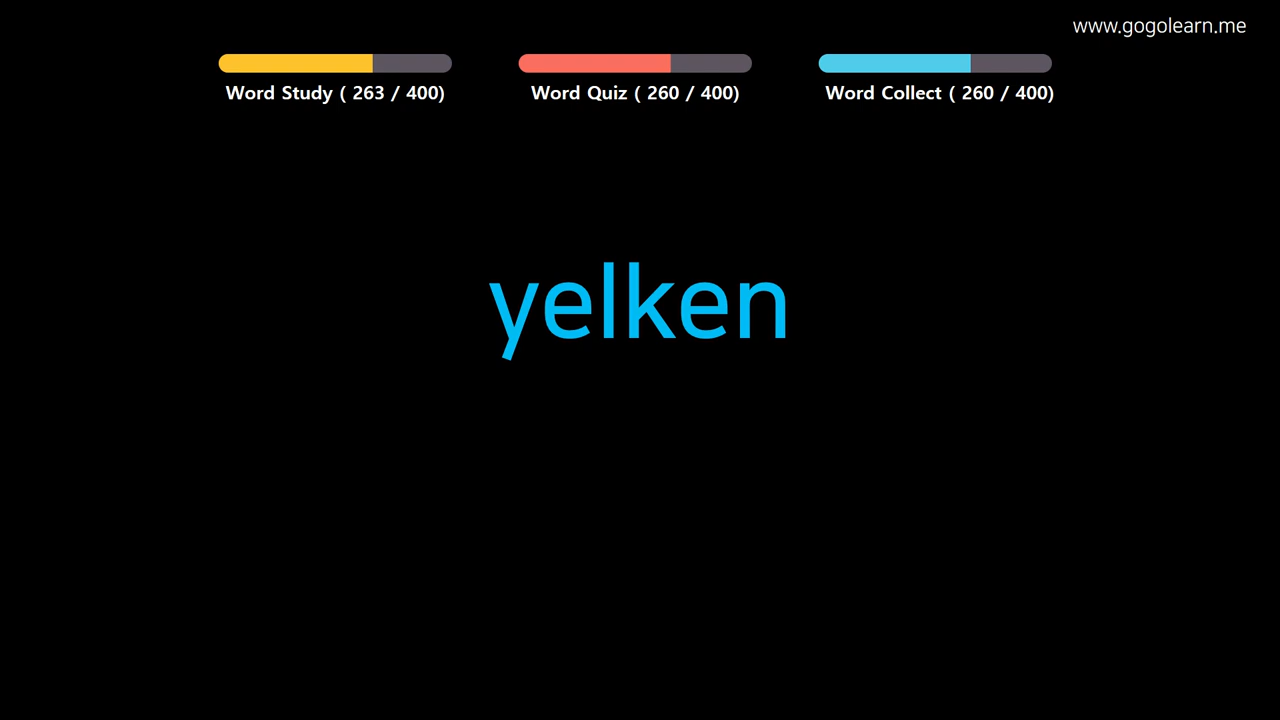 www.gogolearn.me
Word Study ( 263 / 400)
Word Quiz ( 260 / 400)
Word Collect ( 260 / 400)
yelken